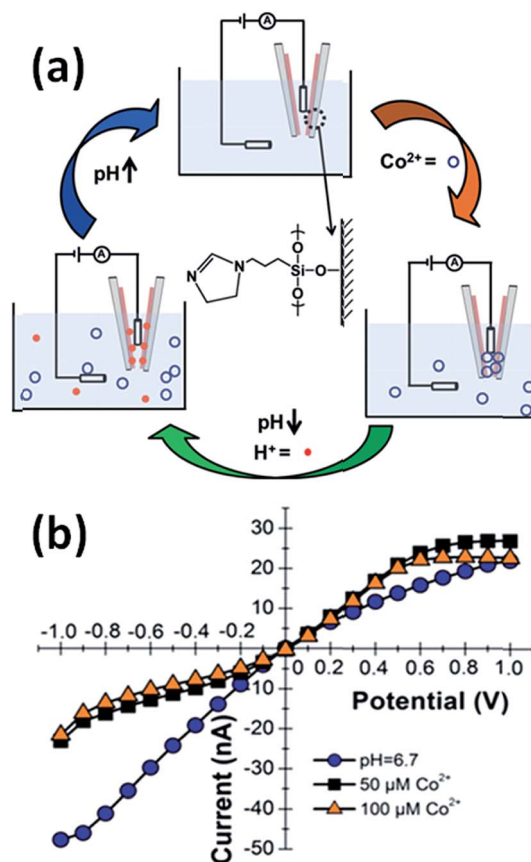 (a)
A
pH↑
Co²⁺= o
N
N
Si
O
O
O
A
A
pH↓
H⁺= •
(b)
30
20
10
-1.0 -0.8 -0.6 -0.4 -0.2 0.0 0.2 0.4 0.6 0.8 1.0
-10
-20
-30
-40
-50
Potential (V)
Current (nA)
pH=6.7
50 µM Co²⁺
100 µM Co²⁺